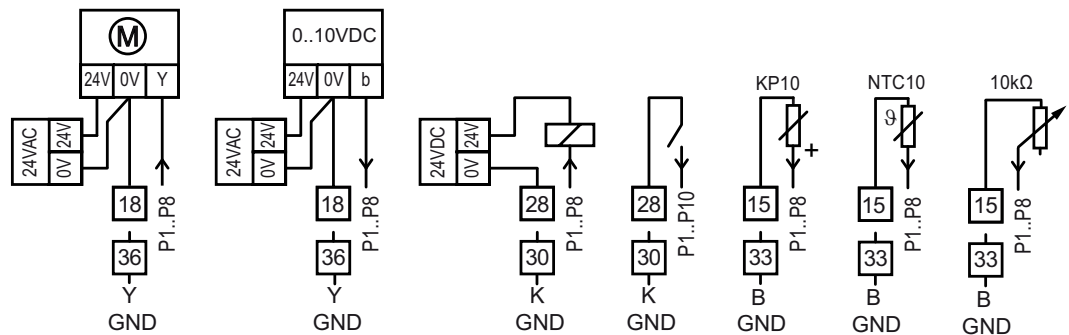 M
24V 0V Y
24VAC
24V
0V
P1..P8
18
36
Y
GND
0..10VDC
24V 0V b
24VAC
24V
0V
P1..P8
18
36
Y
GND
24VDC
24V
0V
P1..P8
28
30
K
GND
P1..P10
28
30
K
GND
KP10
+
P1..P8
15
33
B
GND
NTC10
ϑ
P1..P8
15
33
B
GND
10kΩ
P1..P8
15
33
B
GND